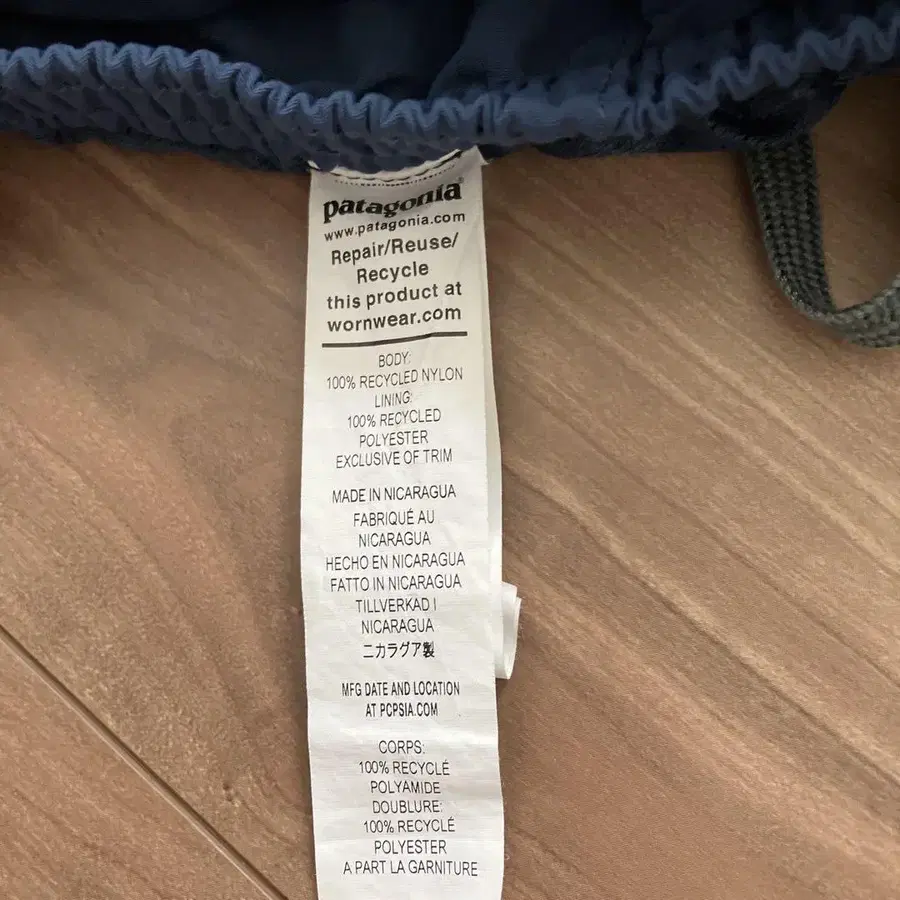 patagonia®
www.patagonia.com
Repair/Reuse/
Recycle
this product at
wornwear.com
BODY:
100% RECYCLED NYLON
LINING:
100% RECYCLED
POLYESTER
EXCLUSIVE OF TRIM
MADE IN NICARAGUA
FABRIQUÉ AU
NICARAGUA
HECHO EN NICARAGUA
FATTO IN NICARAGUA
TILLVERKAD I
NICARAGUA
ニカラグア製
MFG DATE AND LOCATION
AT PCPSIA.COM
CORPS:
100% RECYCLÉ
POLYAMIDE
DOUBLURE:
100% RECYCLÉ
POLYESTER
A PART LA GARNITURE